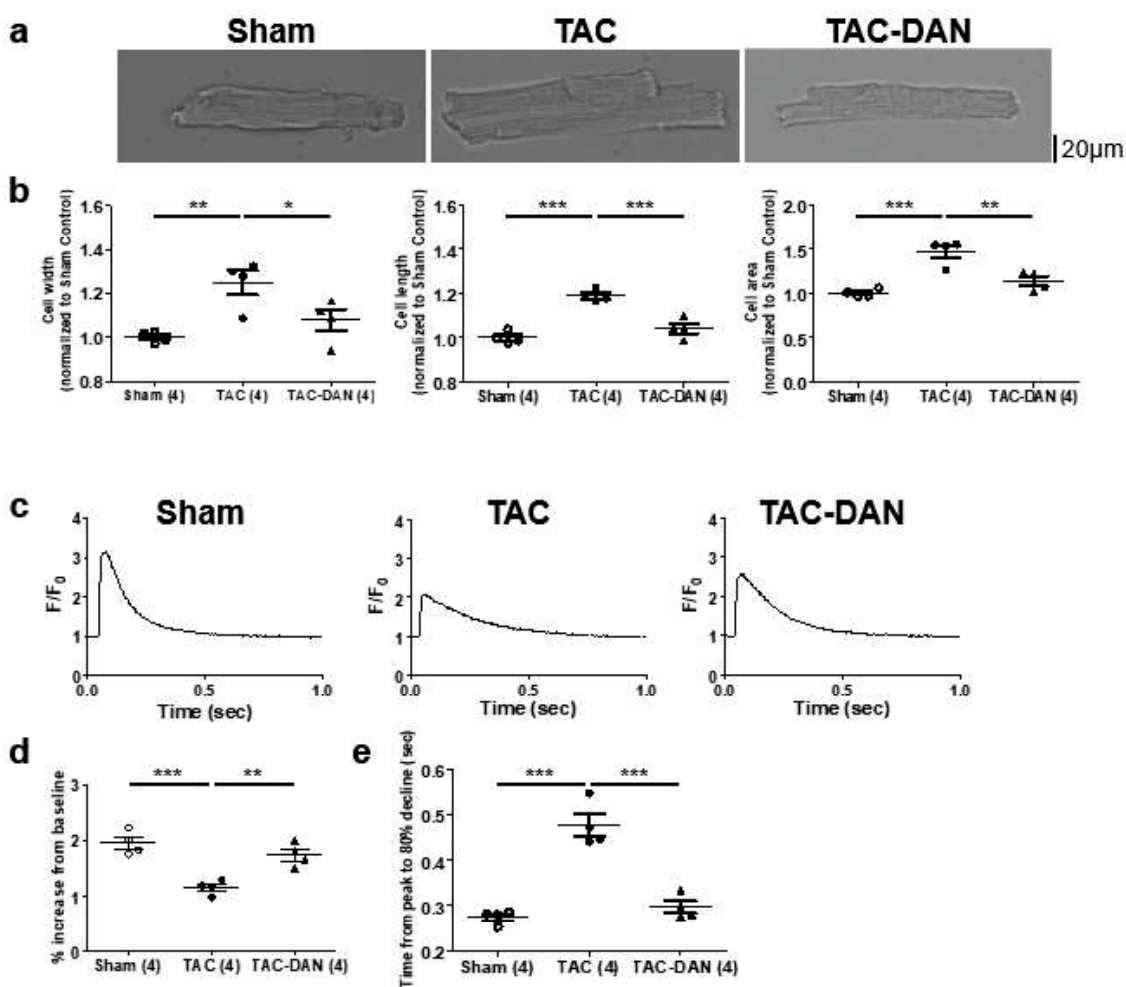 a
Sham TAC TAC-DAN
20µm
b
Cell width
(normalized to Sham Control)
1.6
1.4
1.2
1.0
0.8
** *
Sham (4) TAC (4) TAC-DAN (4)
Cell length
(normalized to Sham Control)
1.6
1.4
1.2
1.0
0.8
*** ***
Sham (4) TAC (4) TAC-DAN (4)
Cell area
(normalized to Sham Control)
2.0
1.5
1.0
0.5
0.0
*** **
Sham (4) TAC (4) TAC-DAN (4)
c
Sham
F/F0
4
3
2
1
0
0.0 0.5 1.0
Time (sec)
TAC
F/F0
4
3
2
1
0
0.0 0.5 1.0
Time (sec)
TAC-DAN
F/F0
4
3
2
1
0
0.0 0.5 1.0
Time (sec)
d
% increase from baseline
3
2
1
0
*** **
Sham (4) TAC (4) TAC-DAN (4)
e
Time from peak to 80% decline (sec)
0.6
0.5
0.4
0.3
0.2
*** ***
Sham (4) TAC (4) TAC-DAN (4)